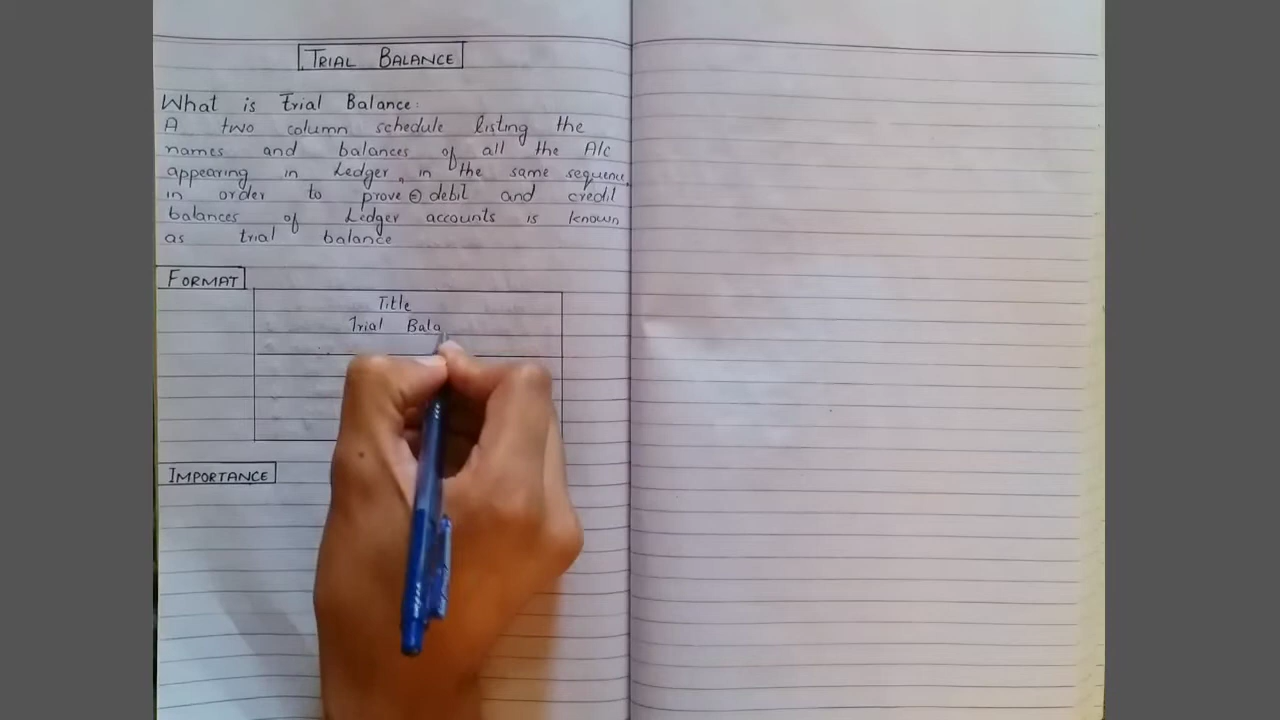 TRIAL BALANCE
What is Trial Balance:
A two column schedule listing the
names and balances of all the A/c
appearing in Ledger, in the same sequence,
in order to prove = debit and credit
balances of Ledger accounts is known
as trial balance
FORMAT
Title
Trial Bala
IMPORTANCE